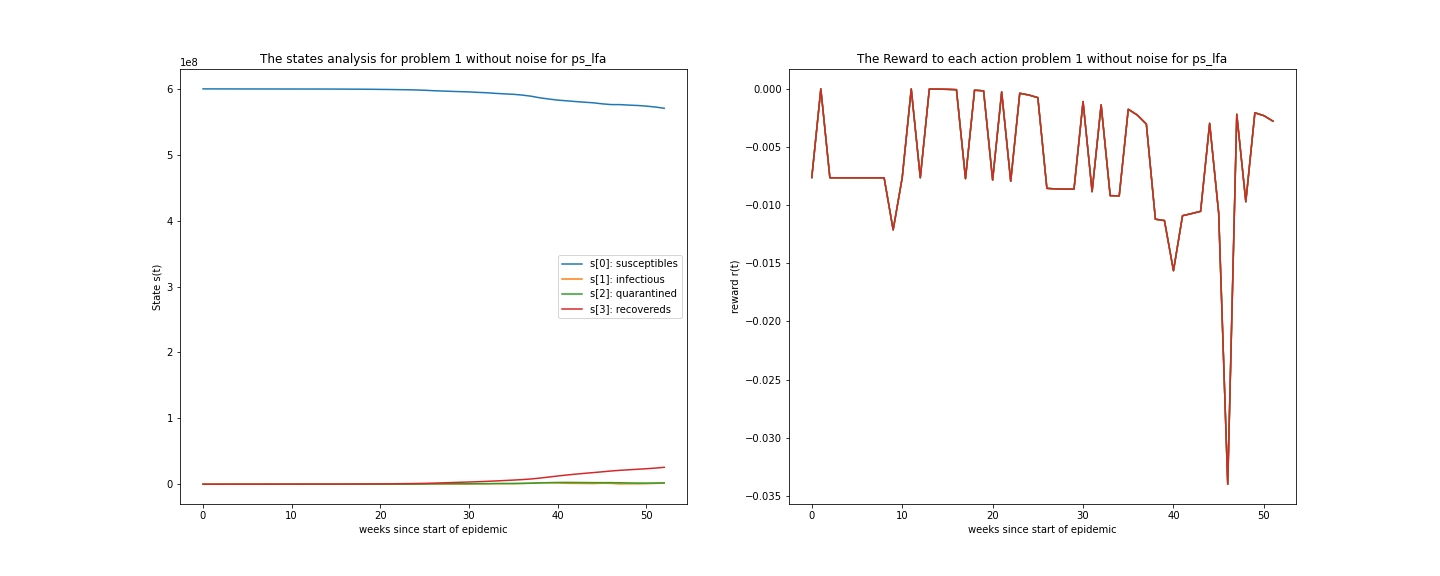 The states analysis for problem 1 without noise for ps_lfa
1e8
6
5
4
3
2
1
0
State s(t)
s[0]: susceptibles
s[1]: infectious
s[2]: quarantined
s[3]: recovereds
0 10 20 30 40 50
weeks since start of epidemic
The Reward to each action problem 1 without noise for ps_lfa
0.000
−0.005
−0.010
−0.015
−0.020
−0.025
−0.030
−0.035
reward r(t)
0 10 20 30 40 50
weeks since start of epidemic